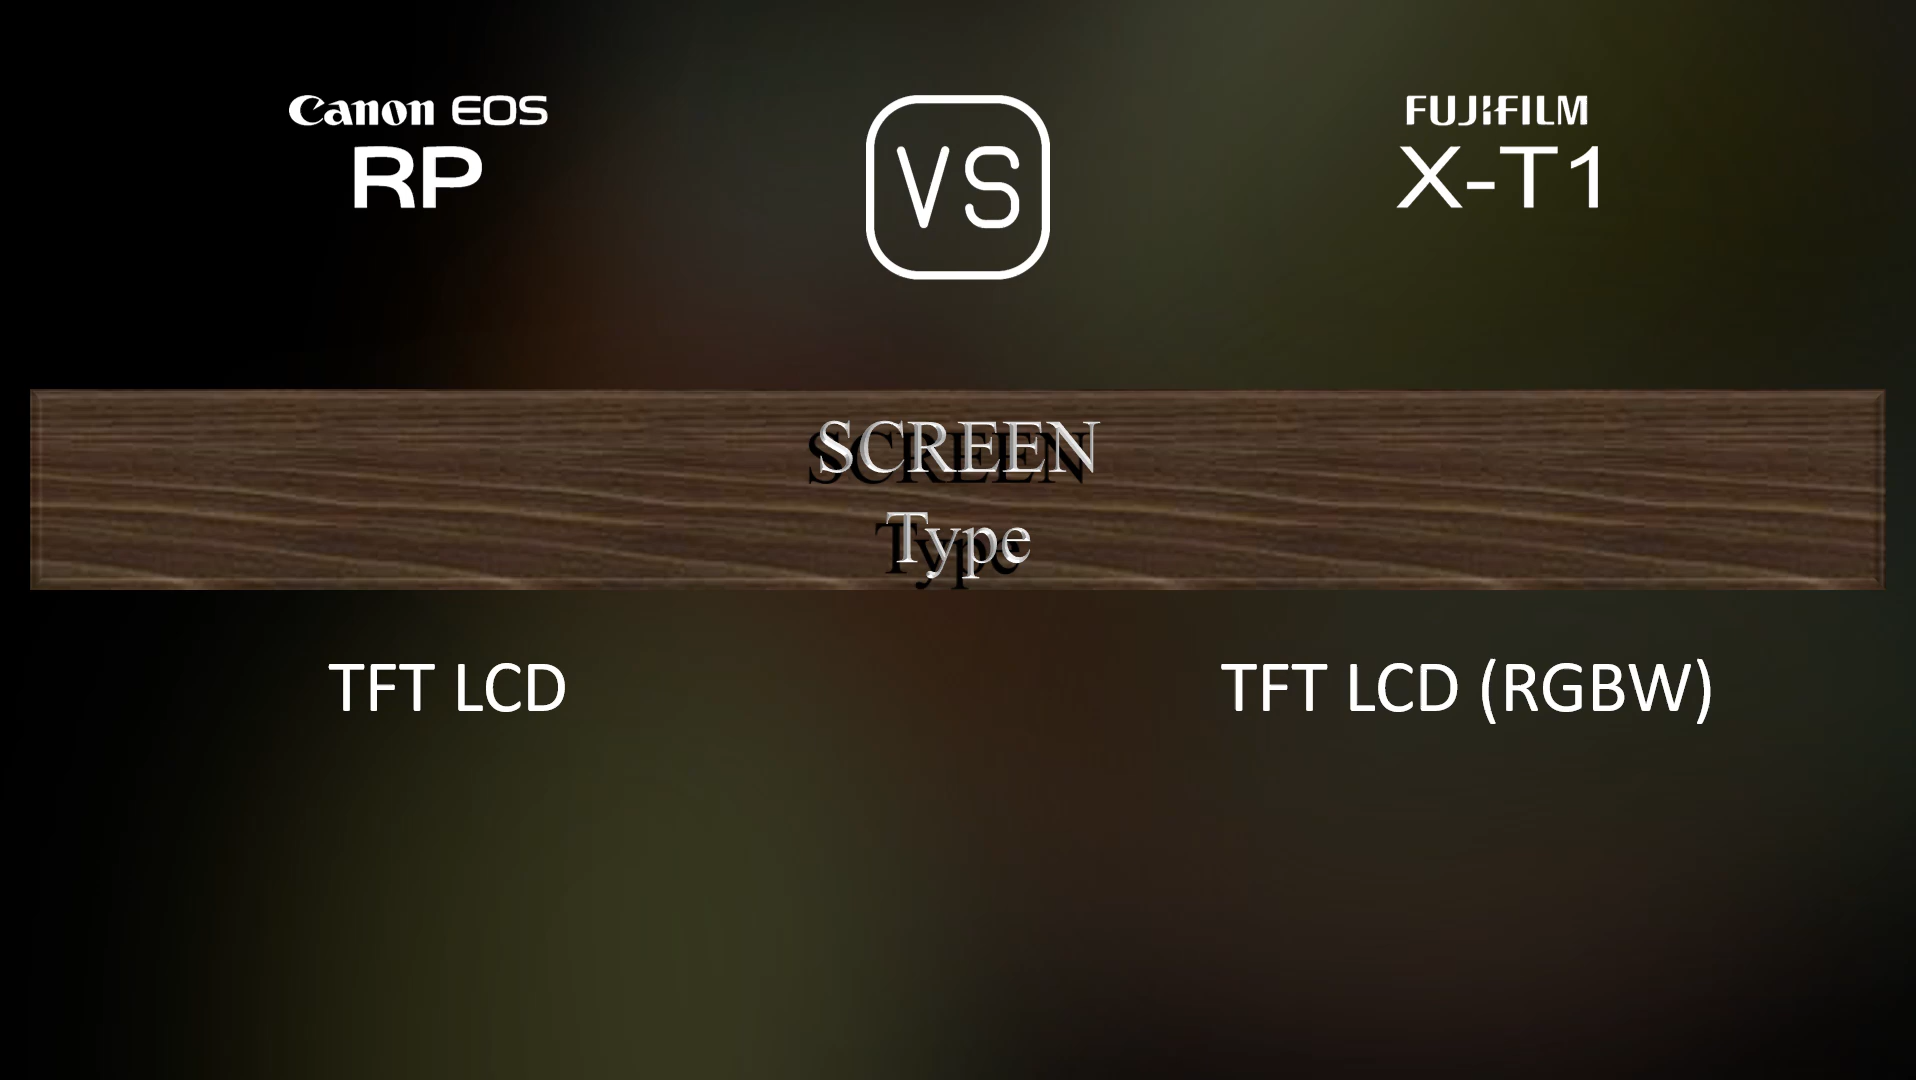 Canon EOS
RP
VS
FUJIFILM
X-T1
SCREEN
Type
TFT LCD
TFT LCD (RGBW)